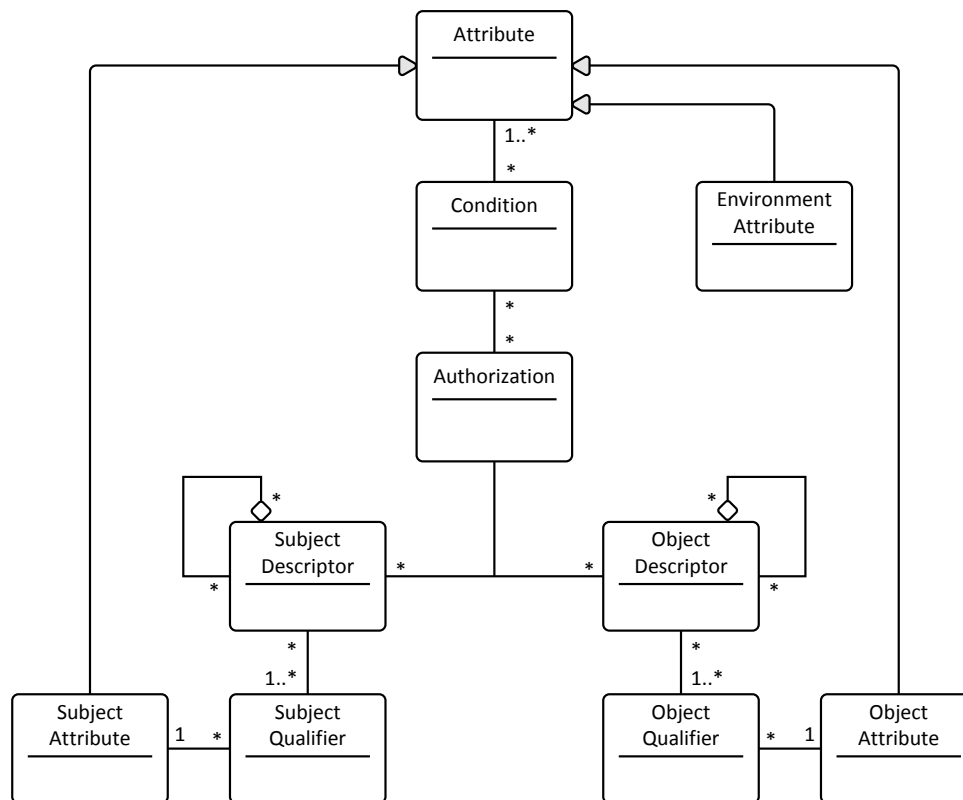 Attribute
1..*
*
Condition
Environment
Attribute
*
*
Authorization
*
*
Subject
Descriptor
Object
Descriptor
*
*
*
*
*
*
1..*
1..*
Subject
Attribute
1
*
Subject
Qualifier
Object
Qualifier
*
1
Object
Attribute